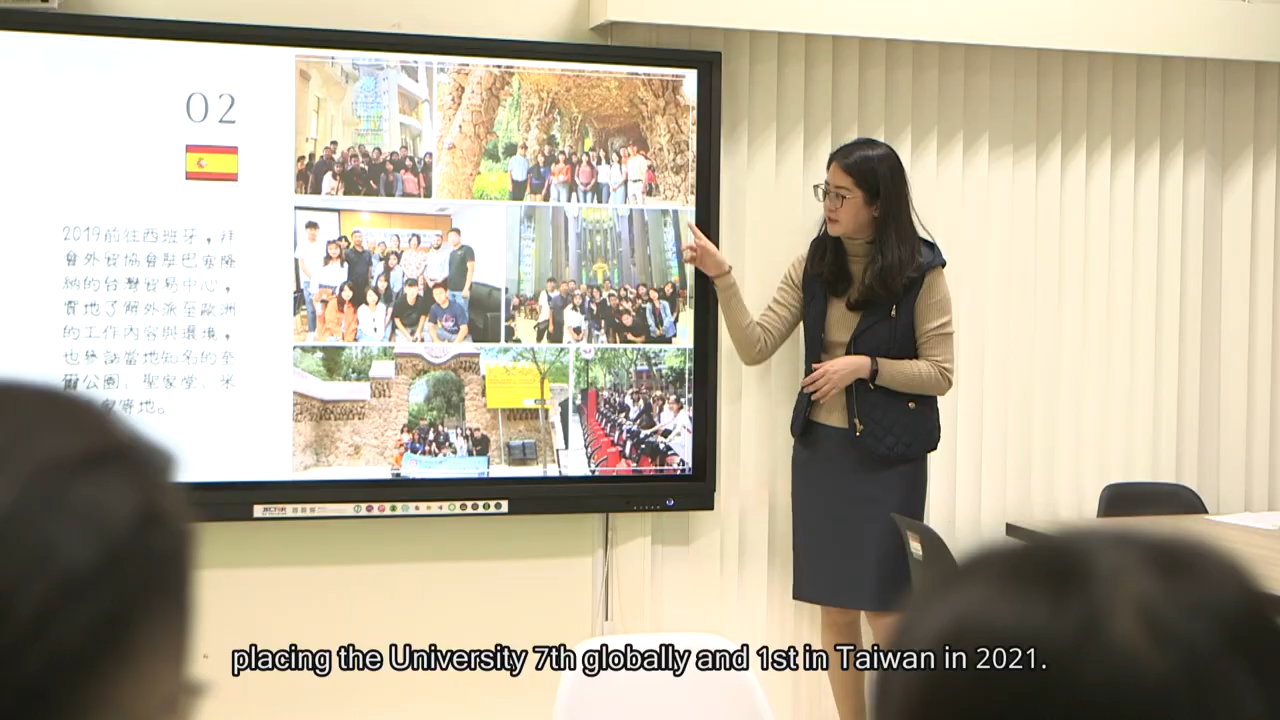 02
2019前往西班牙，拜
會外貿協會駐巴塞隆
納的台灣貿易中心，
實地了解外派至歐洲
的工作內容與環境，
也參訪當地知名的奎
爾公園、聖家堂、米
等地。
JECTOR
placing the University 7th globally and 1st in Taiwan in 2021.